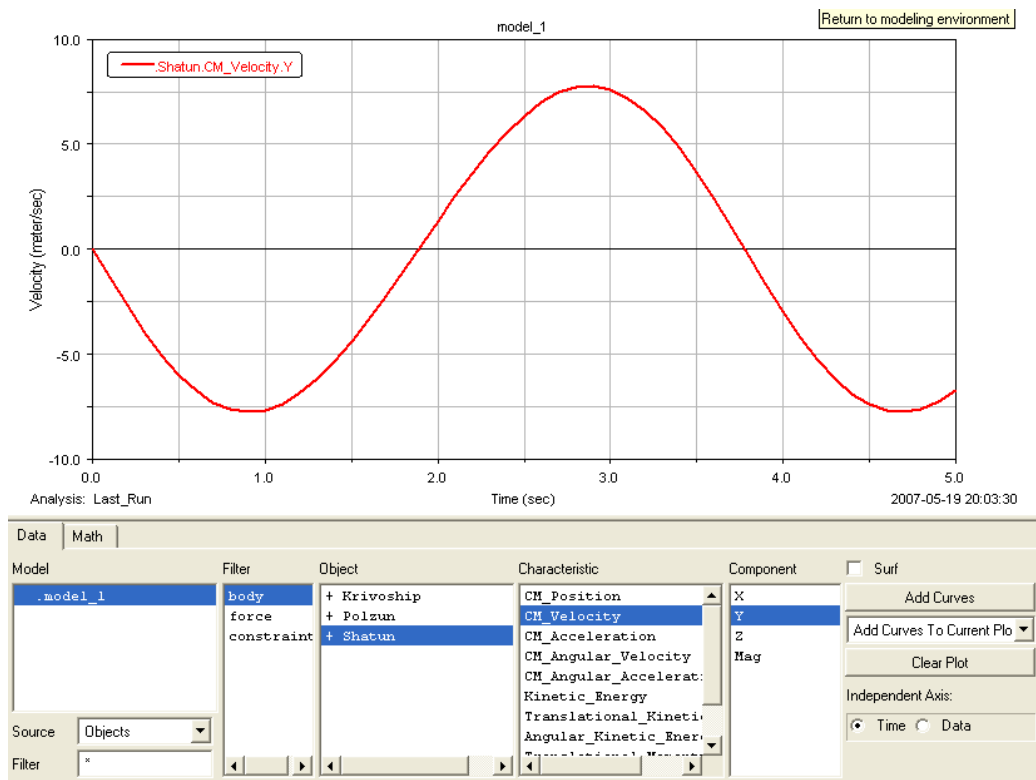 Return to modeling environment
model_1
10.0
.Shatun.CM_Velocity.Y
5.0
0.0
-5.0
-10.0
Velocity (meter/sec)
0.0 1.0 2.0 3.0 4.0 5.0
Analysis: Last_Run Time (sec) 2007-05-19 20:03:30
Data Math
Model Filter Object Characteristic Component Surf
.model_1 body + Krivoship CM_Position X Add Curves
force + Polzun CM_Velocity Y
constraint + Shatun CM_Acceleration Z Add Curves To Current Plo
CM_Angular_Velocity Mag
CM_Angular_Accelerati Clear Plot
Kinetic_Energy Independent Axis:
Source Objects Translational_Kineti Time Data
Angular_Kinetic_Ener
Filter * Translational_Moment